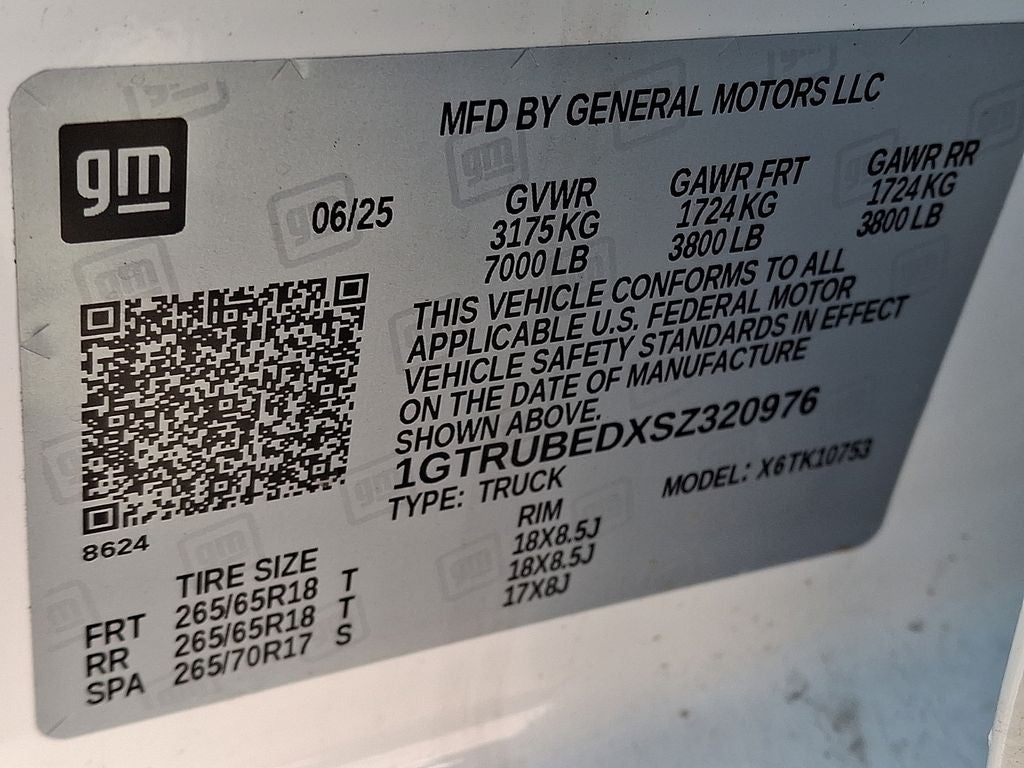 gm
MFD BY GENERAL MOTORS LLC
06/25
GVWR GAWR FRT GAWR RR
3175 KG 1724 KG 1724 KG
7000 LB 3800 LB 3800 LB
THIS VEHICLE CONFORMS TO ALL
APPLICABLE U.S. FEDERAL MOTOR
VEHICLE SAFETY STANDARDS IN EFFECT
ON THE DATE OF MANUFACTURE
SHOWN ABOVE.
1GTRUBEDXSZ320976
TYPE: TRUCK MODEL: X6TK10753
8624
TIRE SIZE RIM
FRT 265/65R18 T 18X8.5J
RR 265/65R18 T 18X8.5J
SPA 265/70R17 S 17X8J